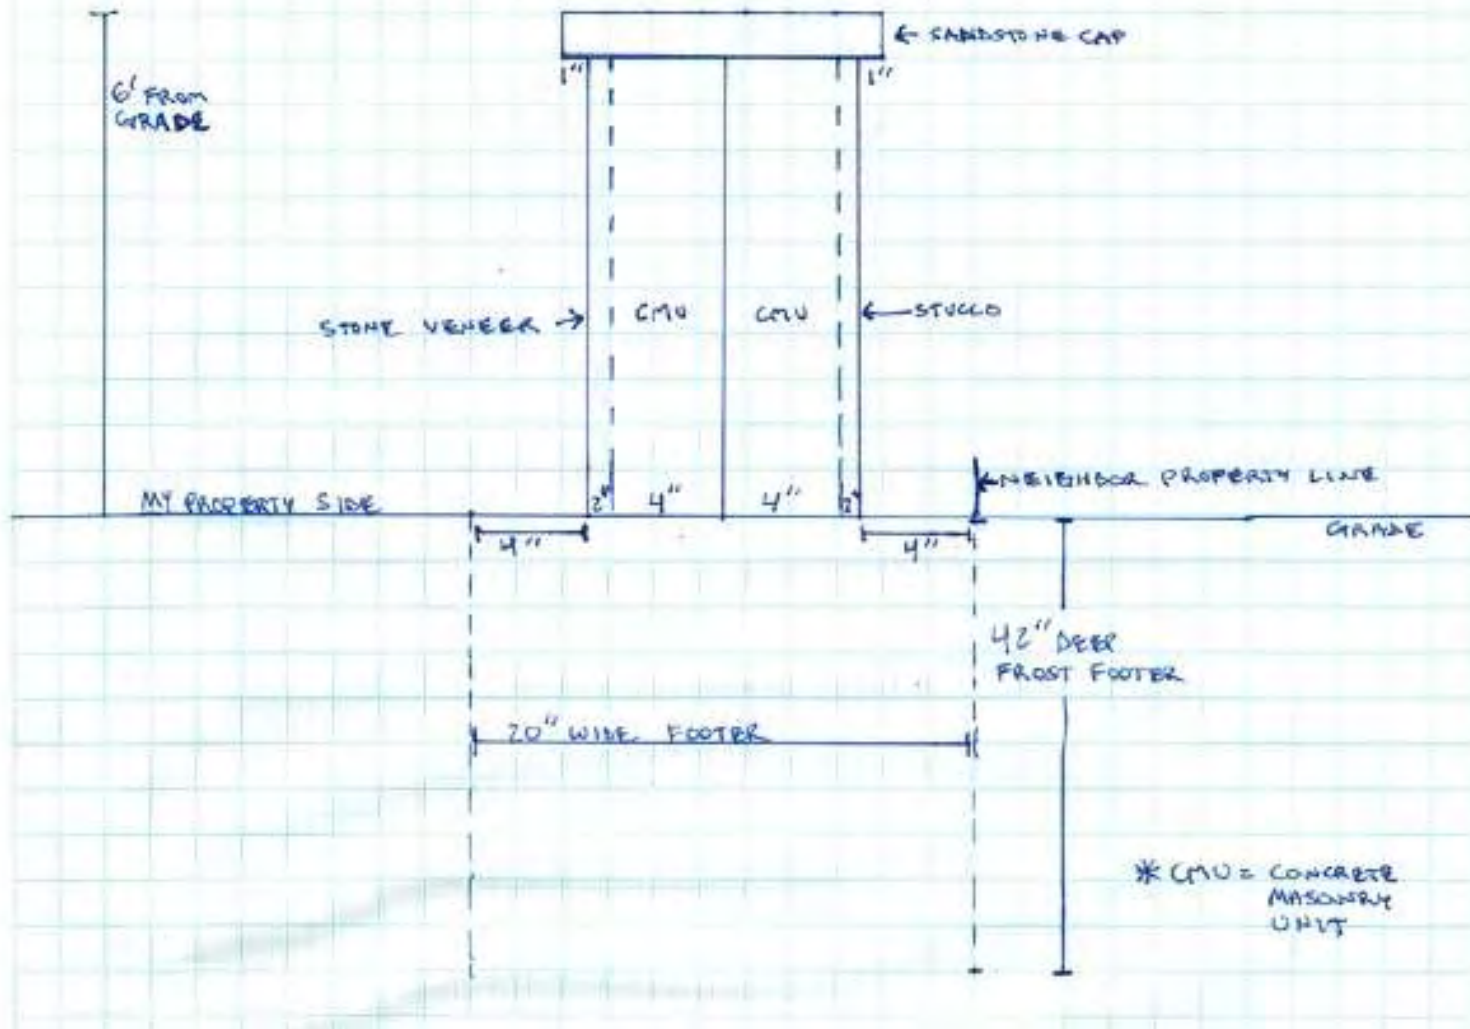 ← SANDSTONE CAP
1"
1"
6' FROM
GRADE
STONE VENEER →
CMU
CMU
← STUCCO
← NEIGHBOR PROPERTY LINE
MY PROPERTY SIDE
2"
4"
4"
2"
4"
4"
GRADE
42" DEEP
FROST FOOTER
20" WIDE FOOTER
* CMU = CONCRETE
MASONRY
UNIT